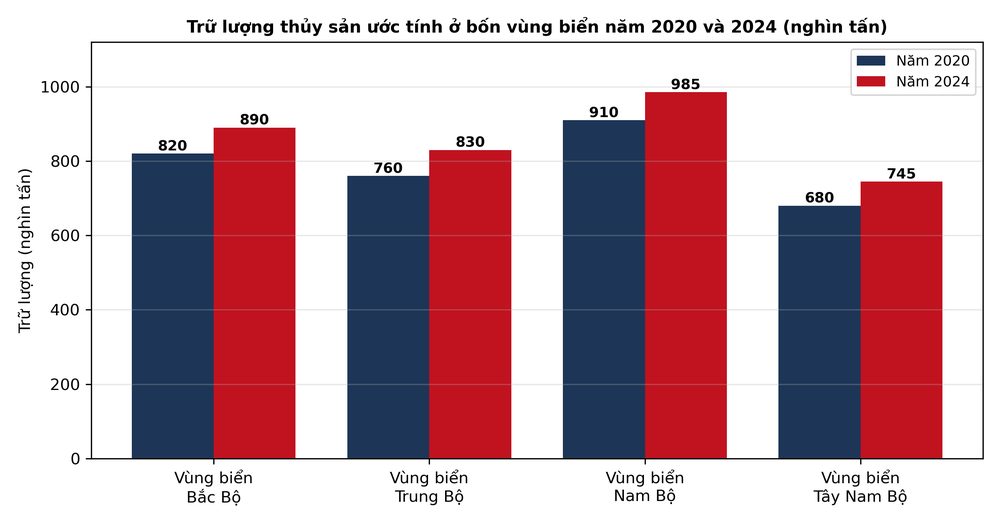 Trữ lượng thủy sản ước tính ở bốn vùng biển năm 2020 và 2024 (nghìn tấn)
Năm 2020
Năm 2024
Trữ lượng (nghìn tấn)
1000
800
600
400
200
0
820
890
760
830
910
985
680
745
Vùng biển
Bắc Bộ
Vùng biển
Trung Bộ
Vùng biển
Nam Bộ
Vùng biển
Tây Nam Bộ